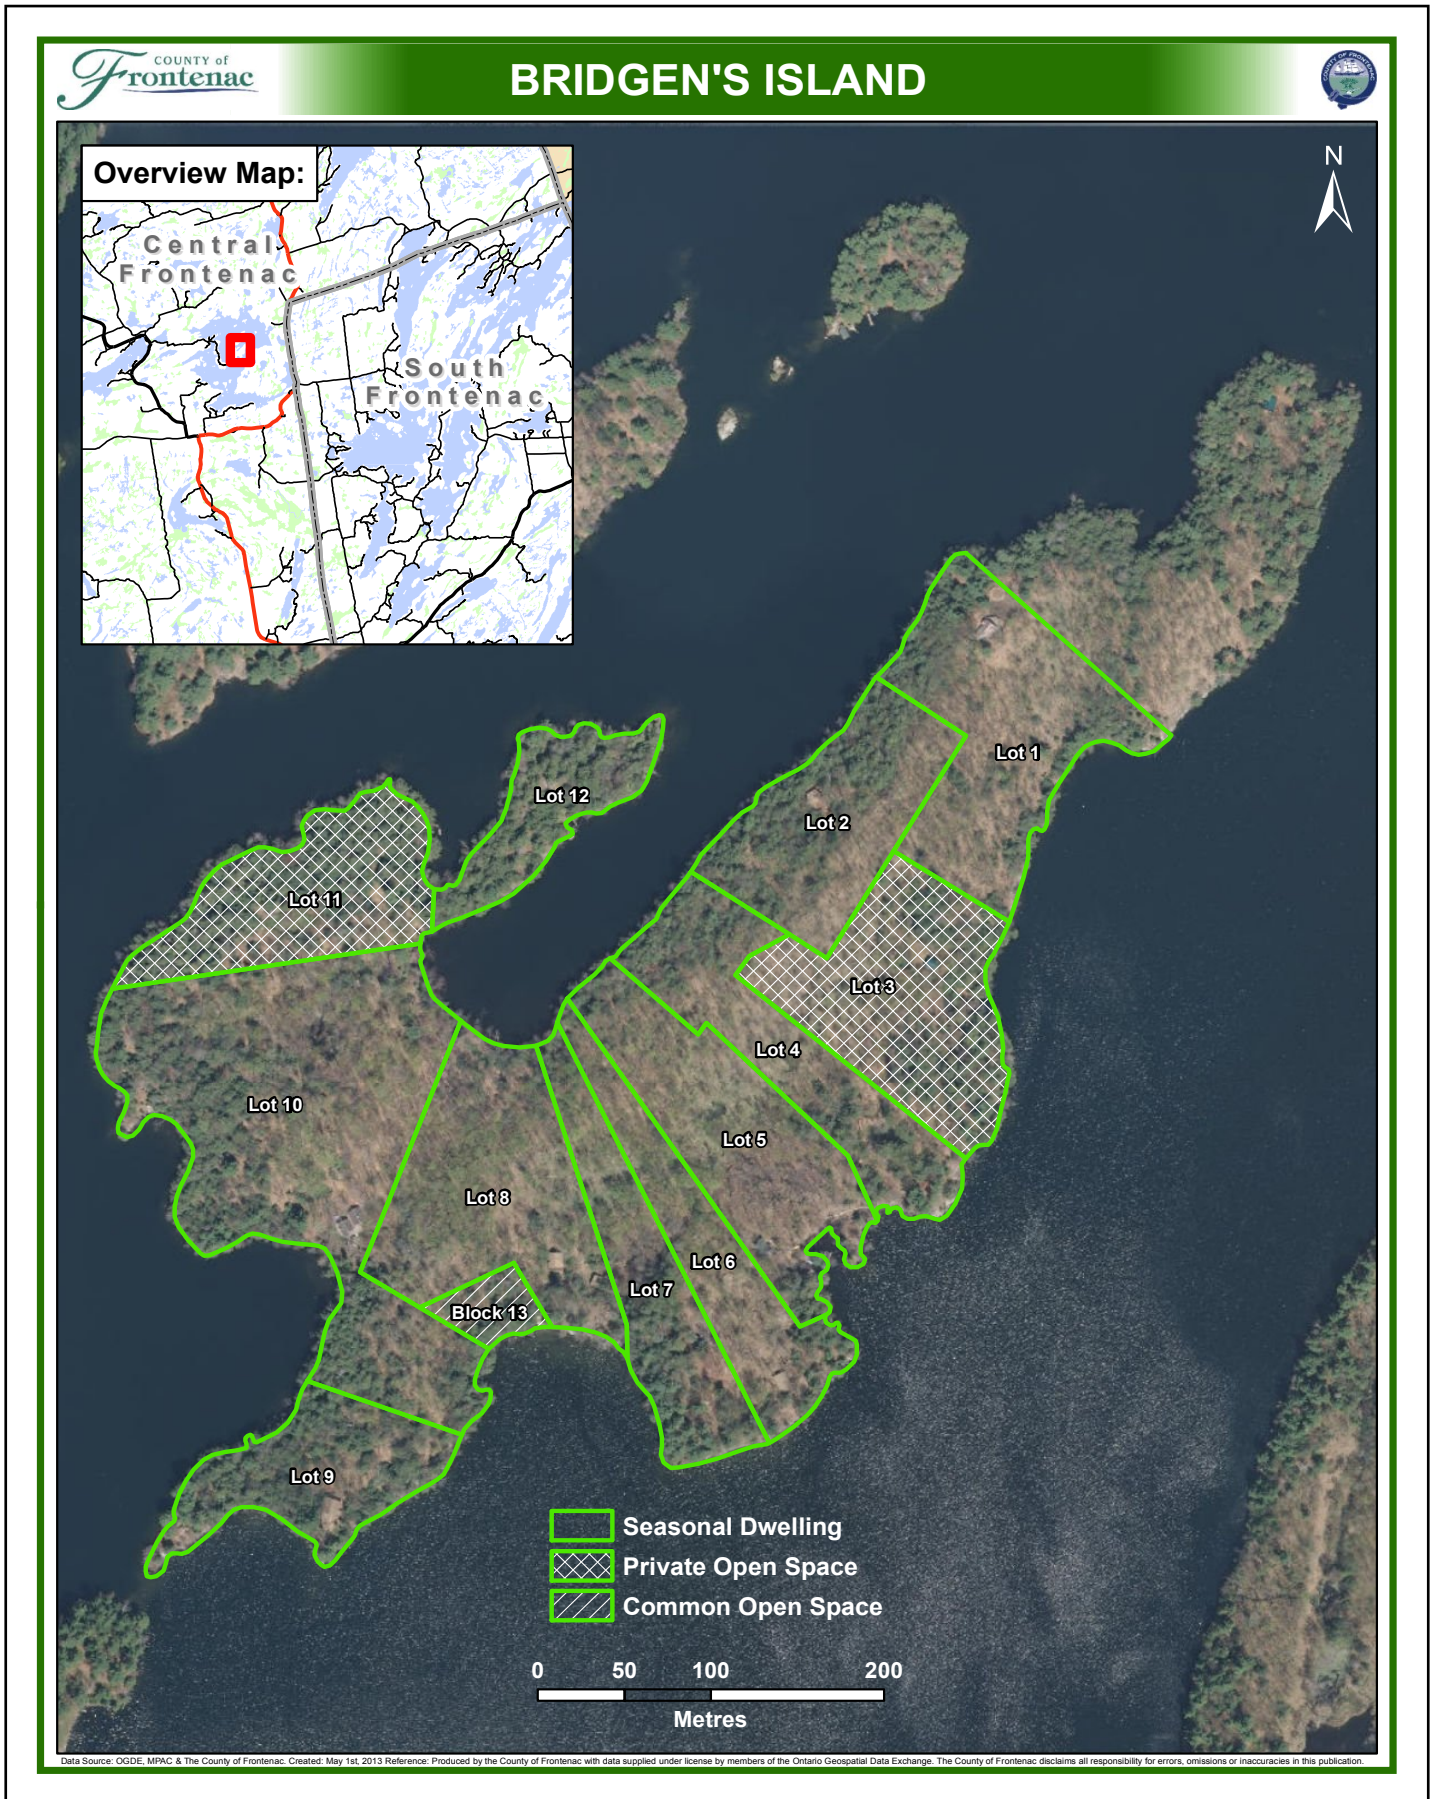 COUNTY of
Frontenac
BRIDGEN'S ISLAND
COUNTY OF FRONTENAC
Overview Map:
Central
Frontenac
South
Frontenac
N
Lot 1
Lot 12
Lot 2
Lot 11
Lot 3
Lot 4
Lot 10
Lot 5
Lot 8
Lot 6
Lot 7
Block 13
Lot 9
Seasonal Dwelling
Private Open Space
Common Open Space
0 50 100 200
Metres
Data Source: OGDE, MPAC & The County of Frontenac. Created: May 1st, 2013 Reference: Produced by the County of Frontenac with data supplied under license by members of the Ontario Geospatial Data Exchange. The County of Frontenac disclaims all responsibility for errors, omissions or inaccuracies in this publication.